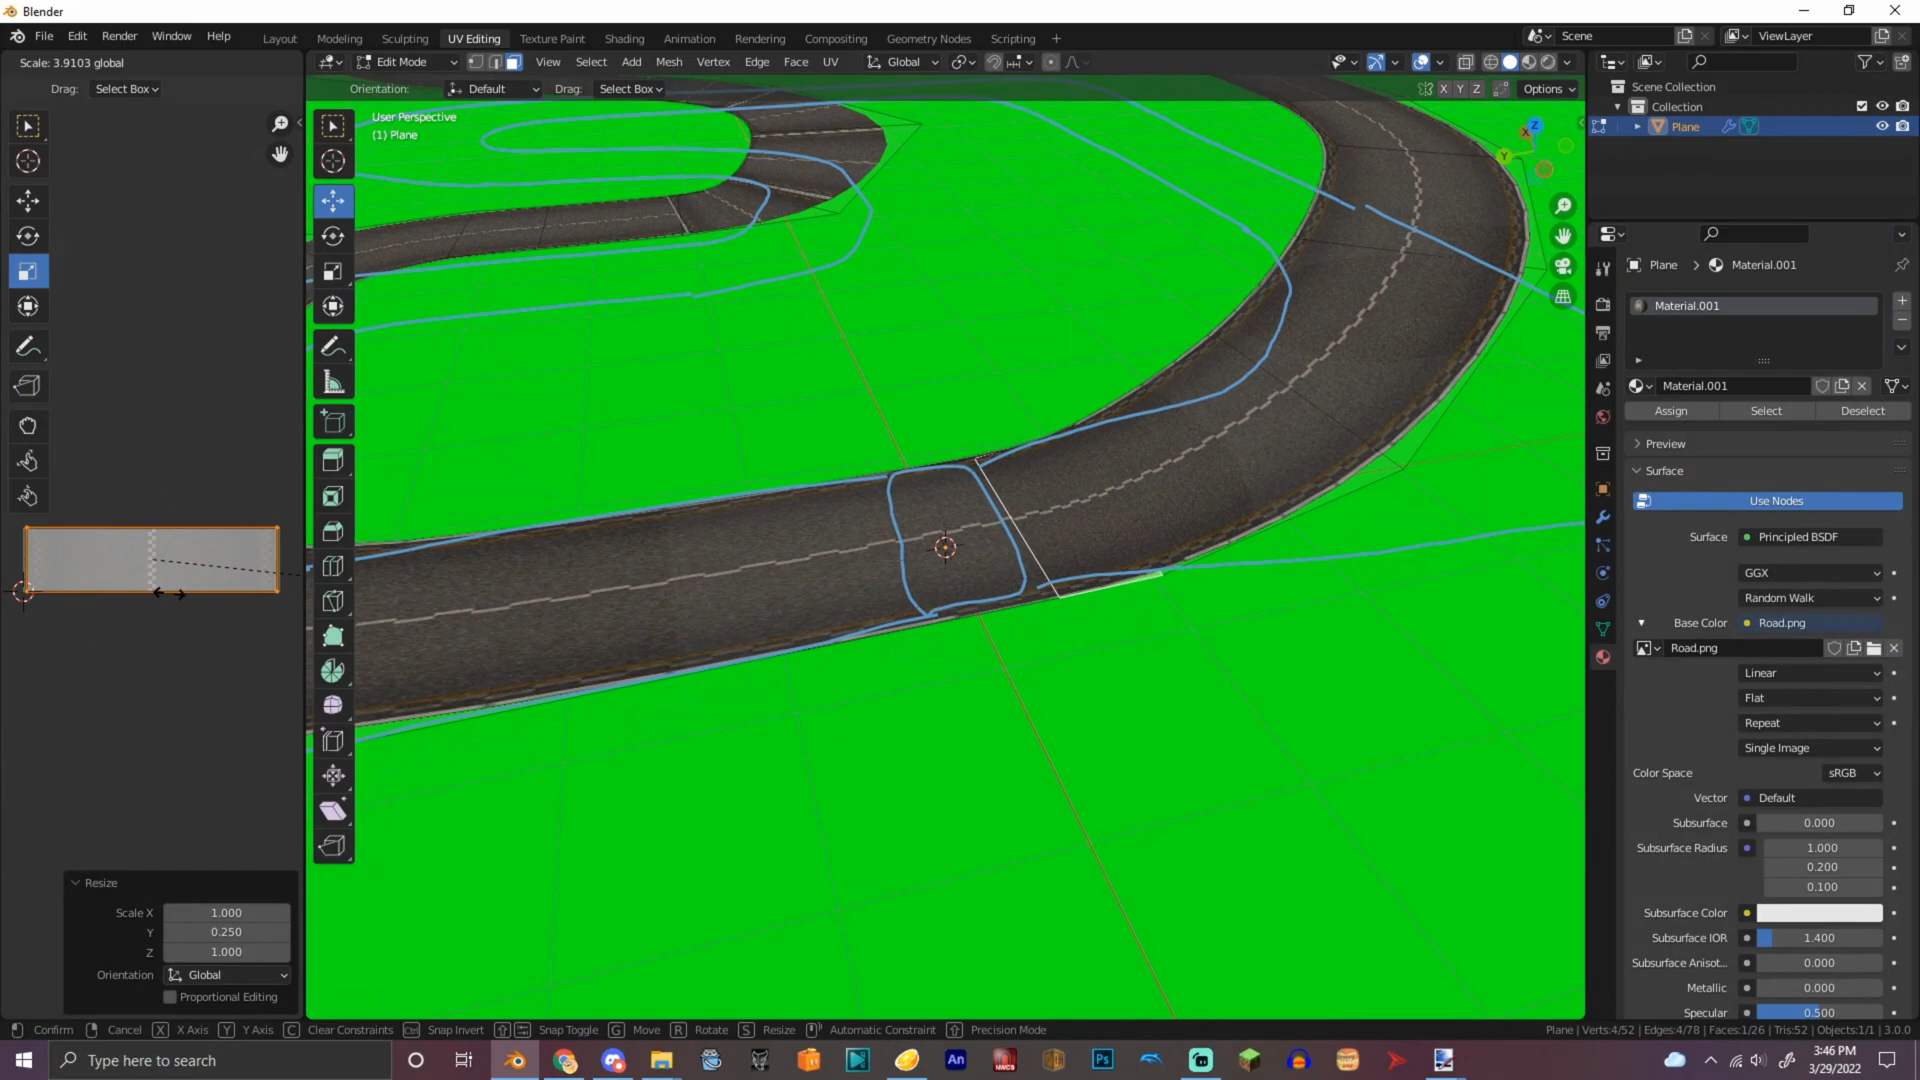 Blender
File Edit Render Window Help Layout Modeling Sculpting UV Editing Texture Paint Shading Animation Rendering Compositing Geometry Nodes Scripting + Scene ViewLayer
Scale: 3.9103 global Edit Mode View Select Add Mesh Vertex Edge Face UV Global
Drag: Select Box Orientation: Default Drag: Select Box X Y Z Options
Scene Collection
Collection
Plane
User Perspective
(1) Plane
Z
X
Y
Plane > Material.001
Material.001
Material.001
Assign Select Deselect
Preview
Surface
Use Nodes
Surface Principled BSDF
GGX
Random Walk
Base Color Road.png
Road.png
Linear
Flat
Repeat
Single Image
Color Space sRGB
Vector Default
Subsurface 0.000
Subsurface Radius 1.000
0.200
0.100
Subsurface Color
Subsurface IOR 1.400
Subsurface Anisot... 0.000
Metallic 0.000
Specular 0.500
Resize
Scale X 1.000
Y 0.250
Z 1.000
Orientation Global
Proportional Editing
Confirm Cancel X X Axis Y Y Axis C Clear Constraints Ctrl Snap Invert Snap Toggle G Move R Rotate S Resize Automatic Constraint Precision Mode Plane | Verts:4/52 | Edges:4/78 | Faces:1/26 | Tris:52 | Objects:1/1 | 3.0.0
Type here to search An Ps 3:46 PM
3/29/2022